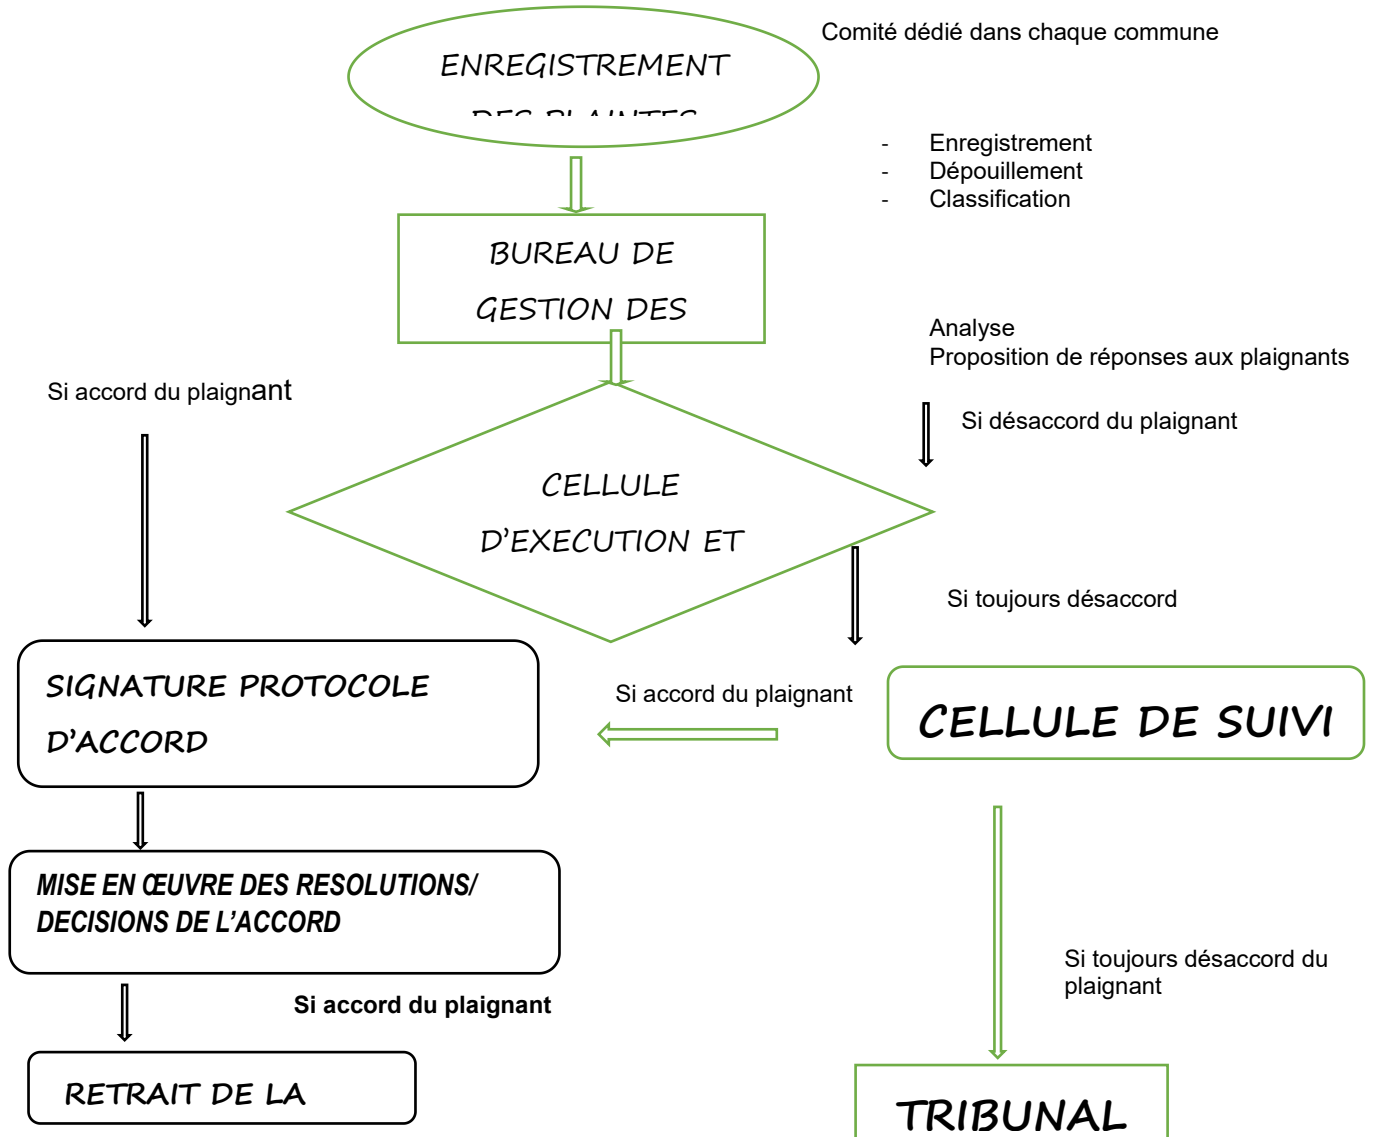 Comité dédié dans chaque commune
ENREGISTREMENT
DES PLAINTES
- Enregistrement
- Dépouillement
- Classification
BUREAU DE
GESTION DES
Analyse
Proposition de réponses aux plaignants
Si accord du plaignant
Si désaccord du plaignant
CELLULE
D'EXECUTION ET
Si toujours désaccord
SIGNATURE PROTOCOLE
D'ACCORD
Si accord du plaignant
CELLULE DE SUIVI
MISE EN ŒUVRE DES RESOLUTIONS/
DECISIONS DE L'ACCORD
Si toujours désaccord du
plaignant
Si accord du plaignant
RETRAIT DE LA
TRIBUNAL